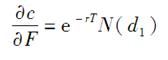 ∂c/∂F = e^{-rT} N(d_1)